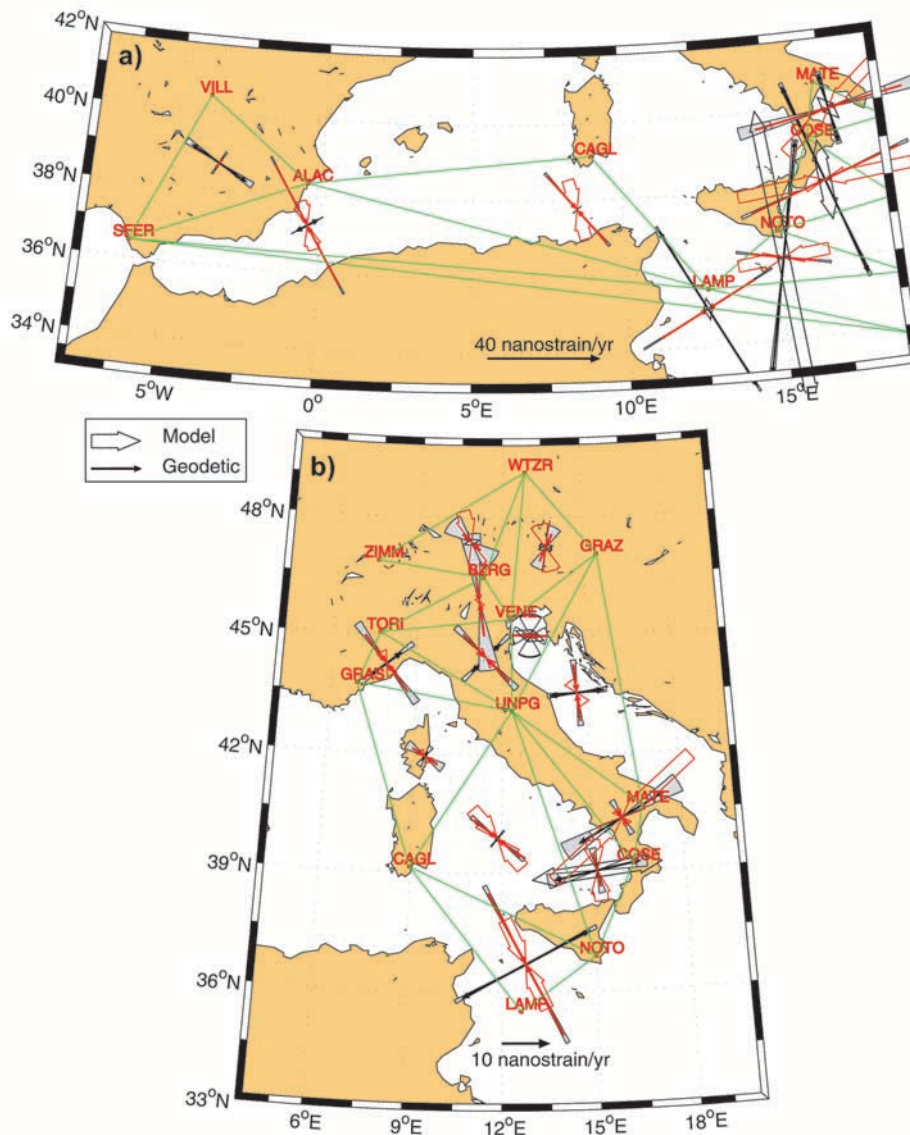 42°N
a)
40°N
38°N
36°N
34°N
VILL
ALAC
SFER
CAGL
MATE
COSE
NOTO
LAMP
40 nanostrain/yr
5°W
0°
5°E
10°E
15°E
Model
Geodetic
b)
WTZR
48°N
ZIMM
BZRG
GRAZ
45°N
TORI
VENE
GRAS
UNPG
42°N
MATE
39°N
CAGL
COSE
NOTO
36°N
LAMP
10 nanostrain/yr
33°N
6°E
9°E
12°E
15°E
18°E